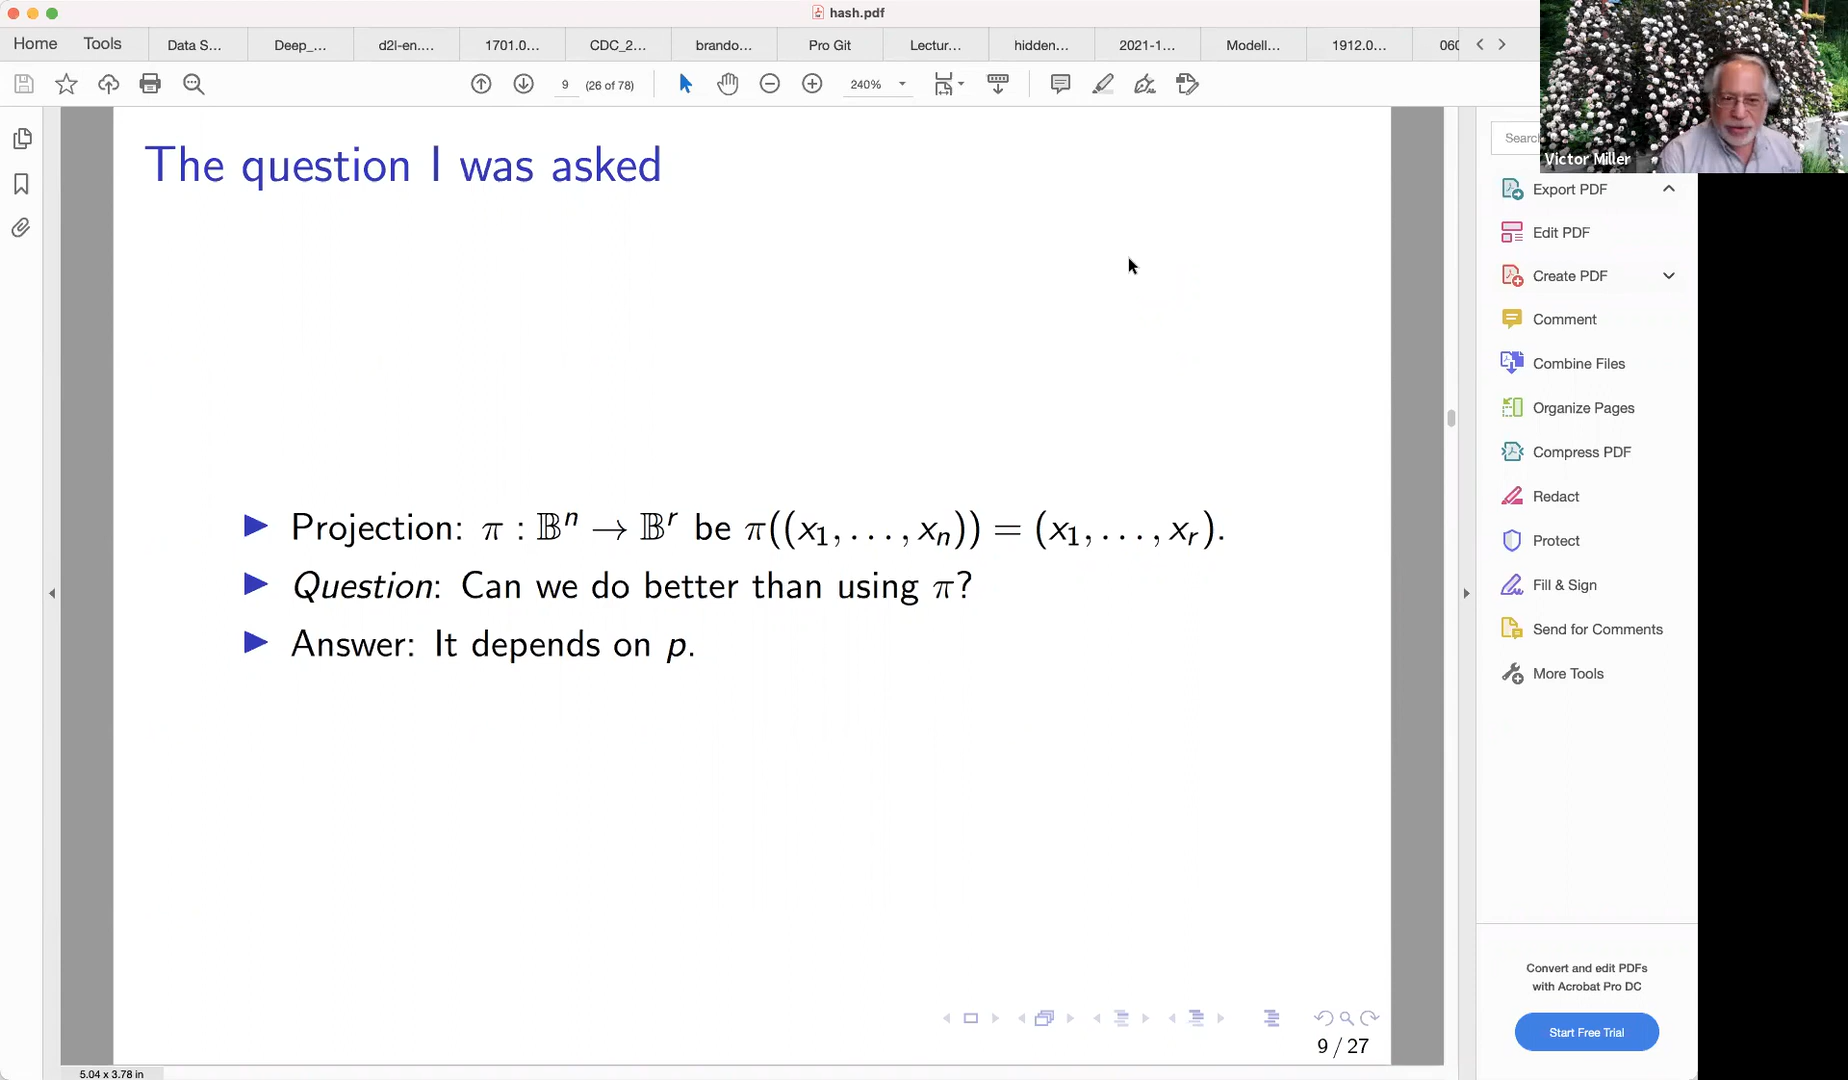 hash.pdf
Home Tools Data S... Deep_... d2l-en.... 1701.0... CDC_2... brando... Pro Git Lectur... hidden... 2021-1... Modell... 1912.0... 060
9 (26 of 78) 240%
Victor Miller
Searc
The question I was asked
▶ Projection: π : 𝔹ⁿ → 𝔹ʳ be π((x₁, . . . , xₙ)) = (x₁, . . . , xᵣ).
▶ Question: Can we do better than using π?
▶ Answer: It depends on p.
9 / 27
5.04 x 3.78 in
Export PDF
Edit PDF
Create PDF
Comment
Combine Files
Organize Pages
Compress PDF
Redact
Protect
Fill & Sign
Send for Comments
More Tools
Convert and edit PDFs
with Acrobat Pro DC
Start Free Trial